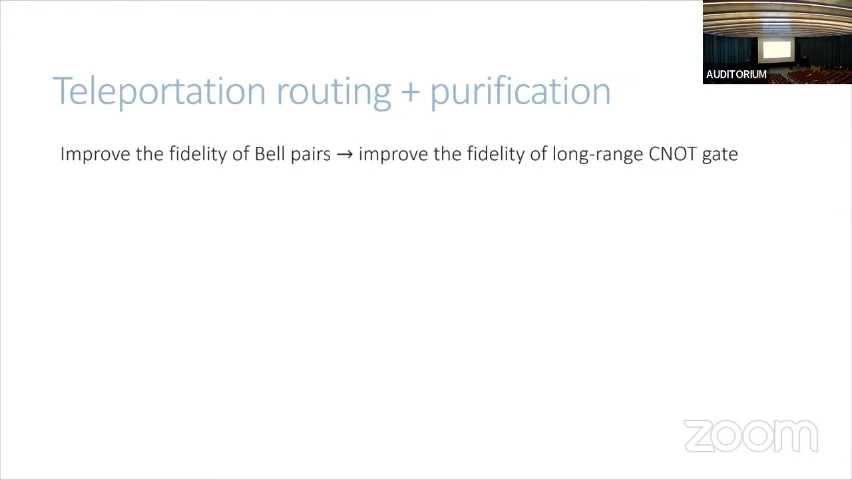 AUDITORIUM
Teleportation routing + purification
Improve the fidelity of Bell pairs → improve the fidelity of long-range CNOT gate
zoom